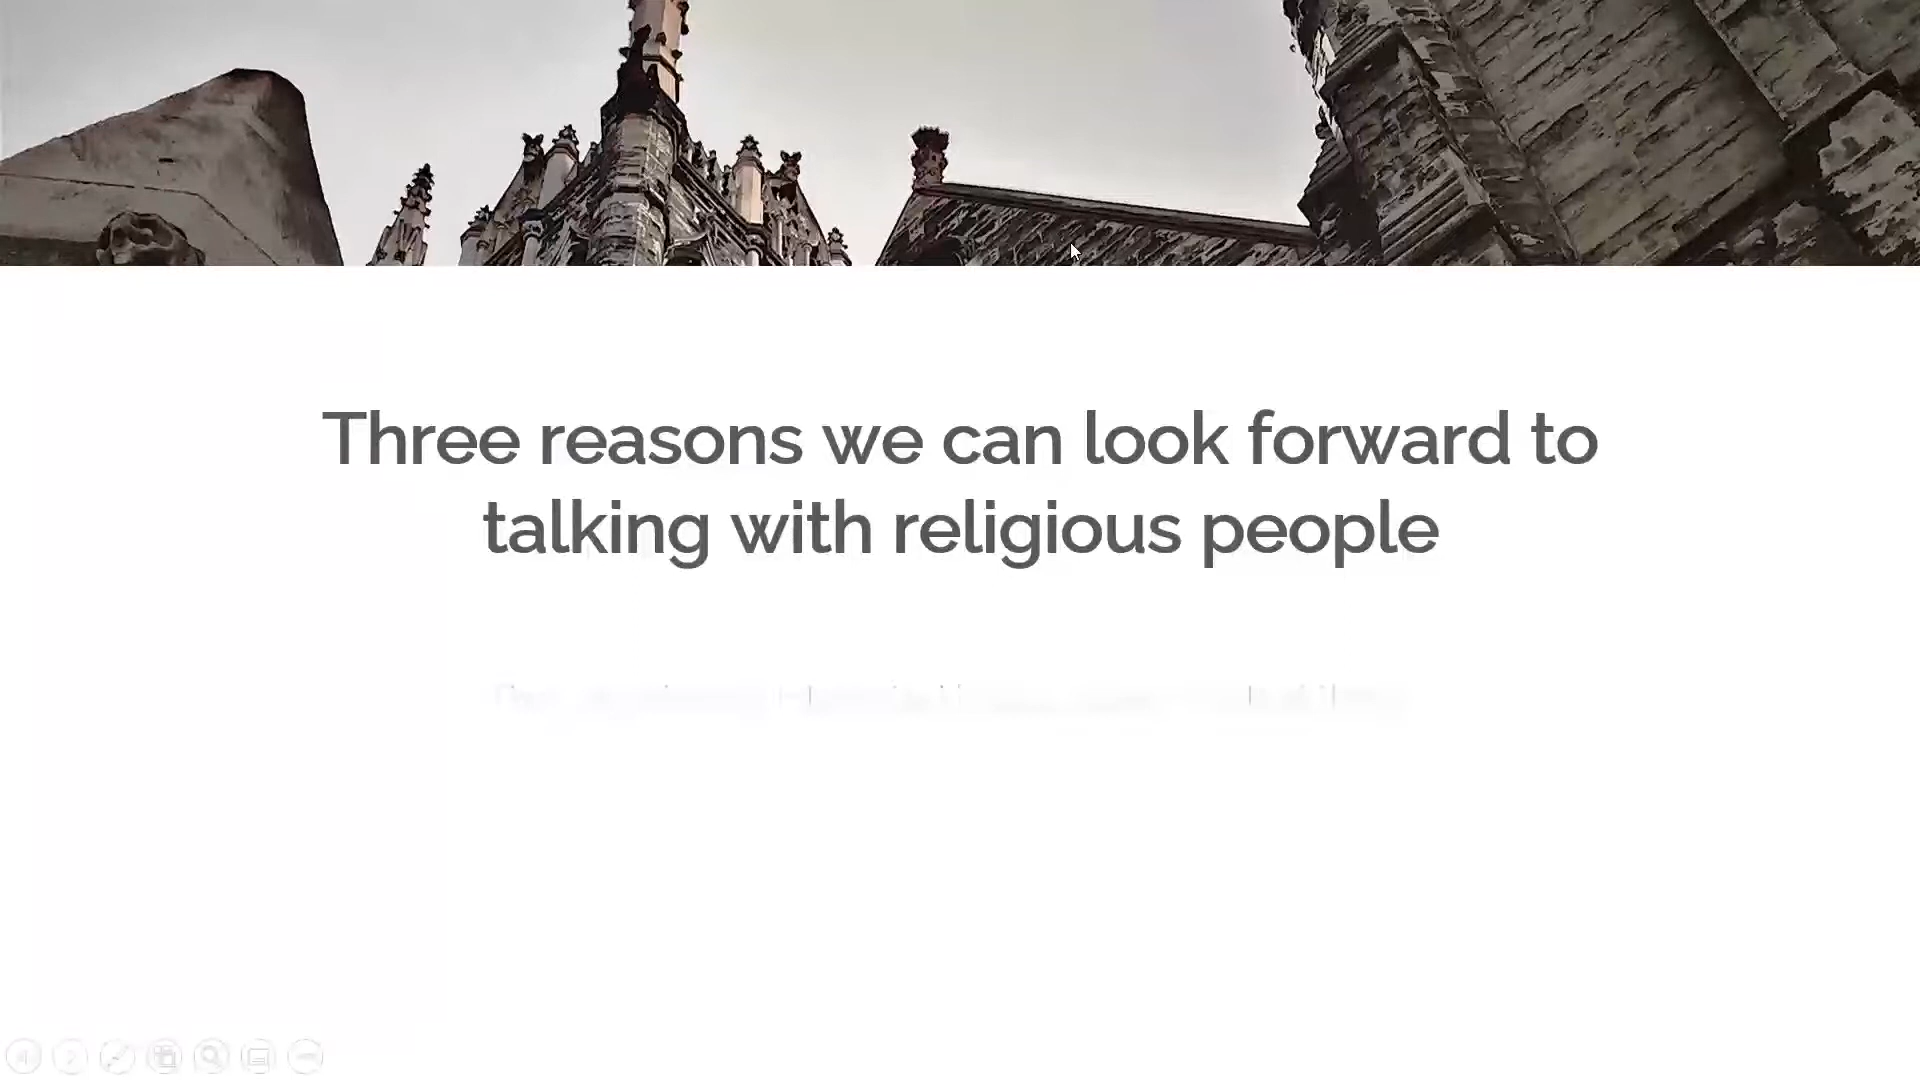 Three reasons we can look forward to
talking with religious people